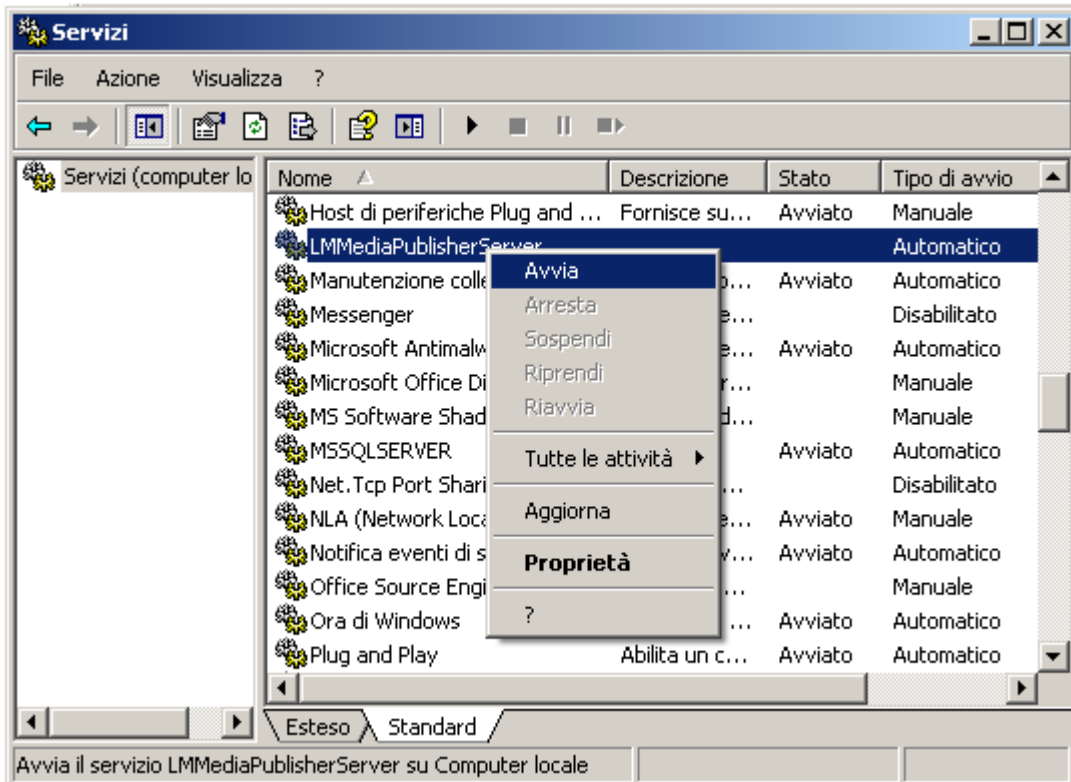 Servizi
File Azione Visualizza ?
Servizi (computer lo
Nome Descrizione Stato Tipo di avvio
Host di periferiche Plug and ... Fornisce su... Avviato Manuale
LMMediaPublisherServer Automatico
Manutenzione colle Avviato Automatico
Messenger e... Disabilitato
Microsoft Antimalw e... Avviato Automatico
Microsoft Office Di r... Manuale
MS Software Shad d... Manuale
MSSQLSERVER Avviato Automatico
Net.Tcp Port Shari ... Disabilitato
NLA (Network Loca e... Avviato Manuale
Notifica eventi di s v... Avviato Automatico
Office Source Engi ... Manuale
Ora di Windows ... Avviato Automatico
Plug and Play Abilita un c... Avviato Automatico
Avvia
Arresta
Sospendi
Riprendi
Riavvia
Tutte le attività
Aggiorna
Proprietà
?
Esteso Standard
Avvia il servizio LMMediaPublisherServer su Computer locale